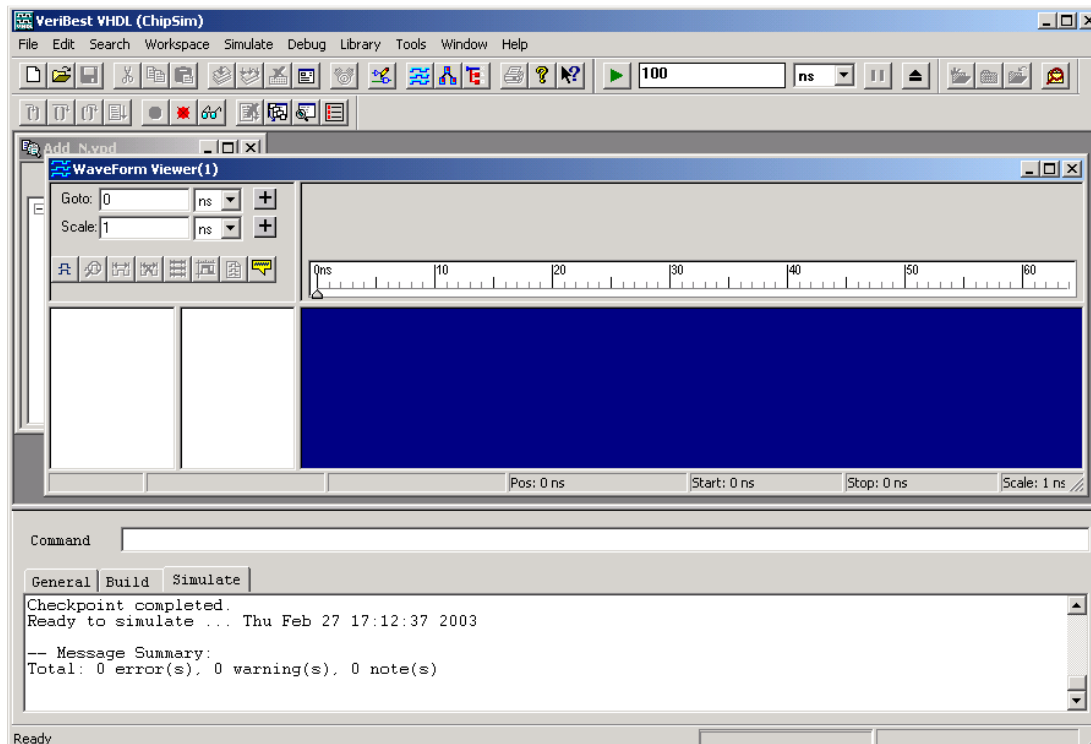 VeriBest VHDL (ChipSim)
File Edit Search Workspace Simulate Debug Library Tools Window Help
100 ns
Add_N.vpd
WaveForm Viewer(1)
Goto: 0 ns
Scale: 1 ns
0ns 10 20 30 40 50 60
Pos: 0 ns Start: 0 ns Stop: 0 ns Scale: 1 ns
Command
General Build Simulate
Checkpoint completed.
Ready to simulate ... Thu Feb 27 17:12:37 2003
-- Message Summary:
Total: 0 error(s), 0 warning(s), 0 note(s)
Ready